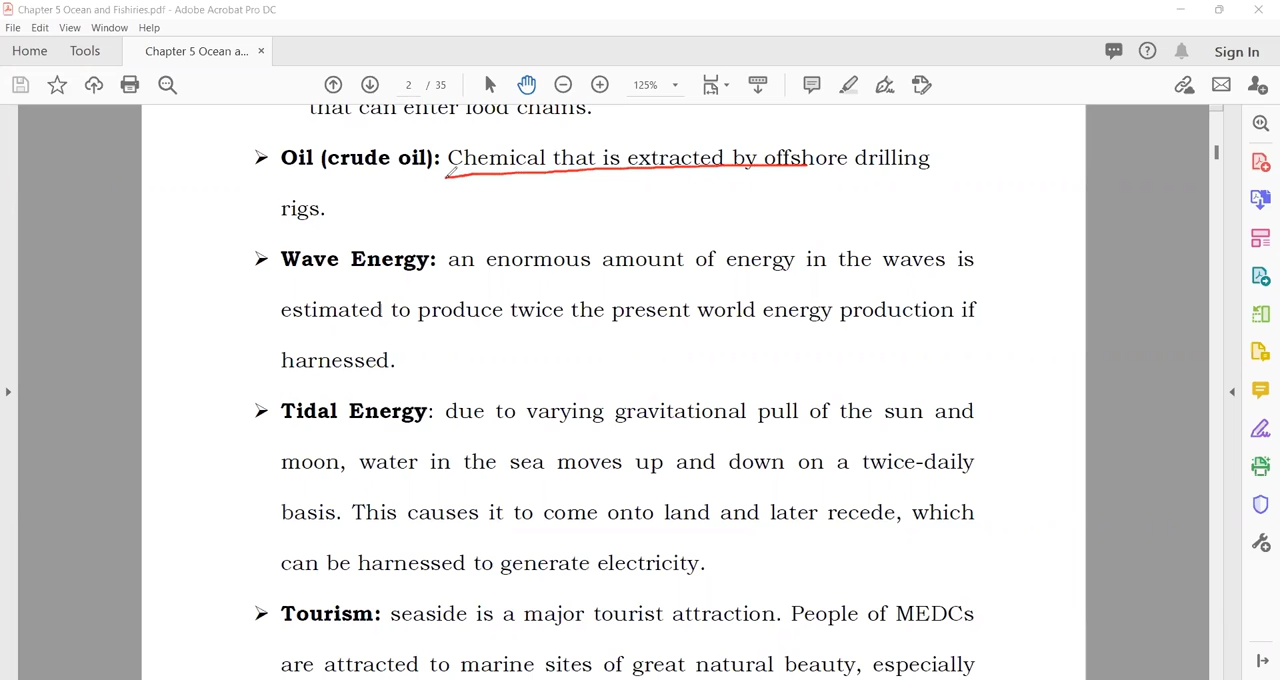 Chapter 5 Ocean and Fishiries.pdf - Adobe Acrobat Pro DC
File Edit View Window Help
Home Tools Chapter 5 Ocean a... × Sign In
2 / 35 125%
that can enter food chains.
➢ Oil (crude oil): Chemical that is extracted by offshore drilling
rigs.
➢ Wave Energy: an enormous amount of energy in the waves is
estimated to produce twice the present world energy production if
harnessed.
➢ Tidal Energy: due to varying gravitational pull of the sun and
moon, water in the sea moves up and down on a twice-daily
basis. This causes it to come onto land and later recede, which
can be harnessed to generate electricity.
➢ Tourism: seaside is a major tourist attraction. People of MEDCs
are attracted to marine sites of great natural beauty, especially